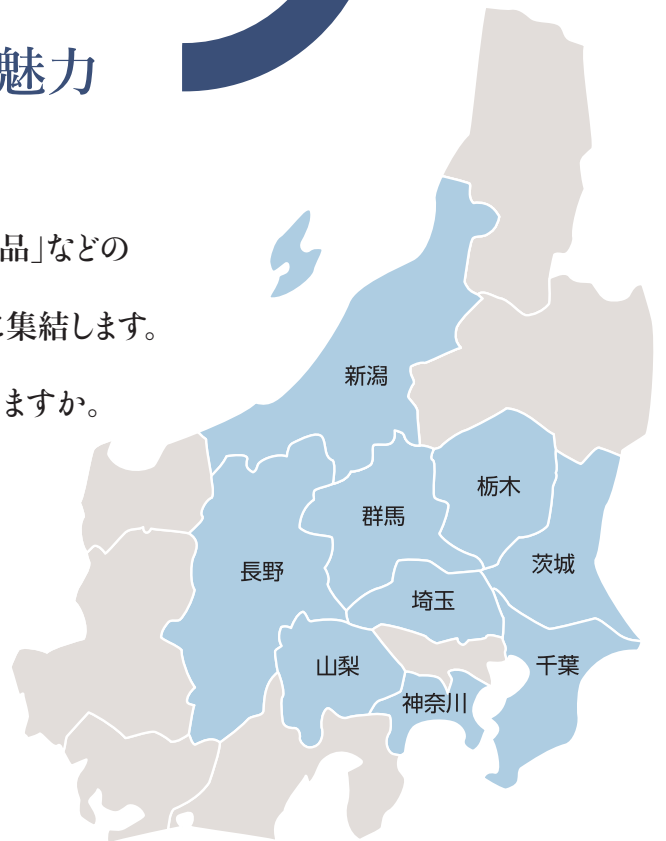 魅力
品」などの
集結します。
ますか。
新潟
栃木
群馬
茨城
長野
埼玉
山梨
千葉
神奈川